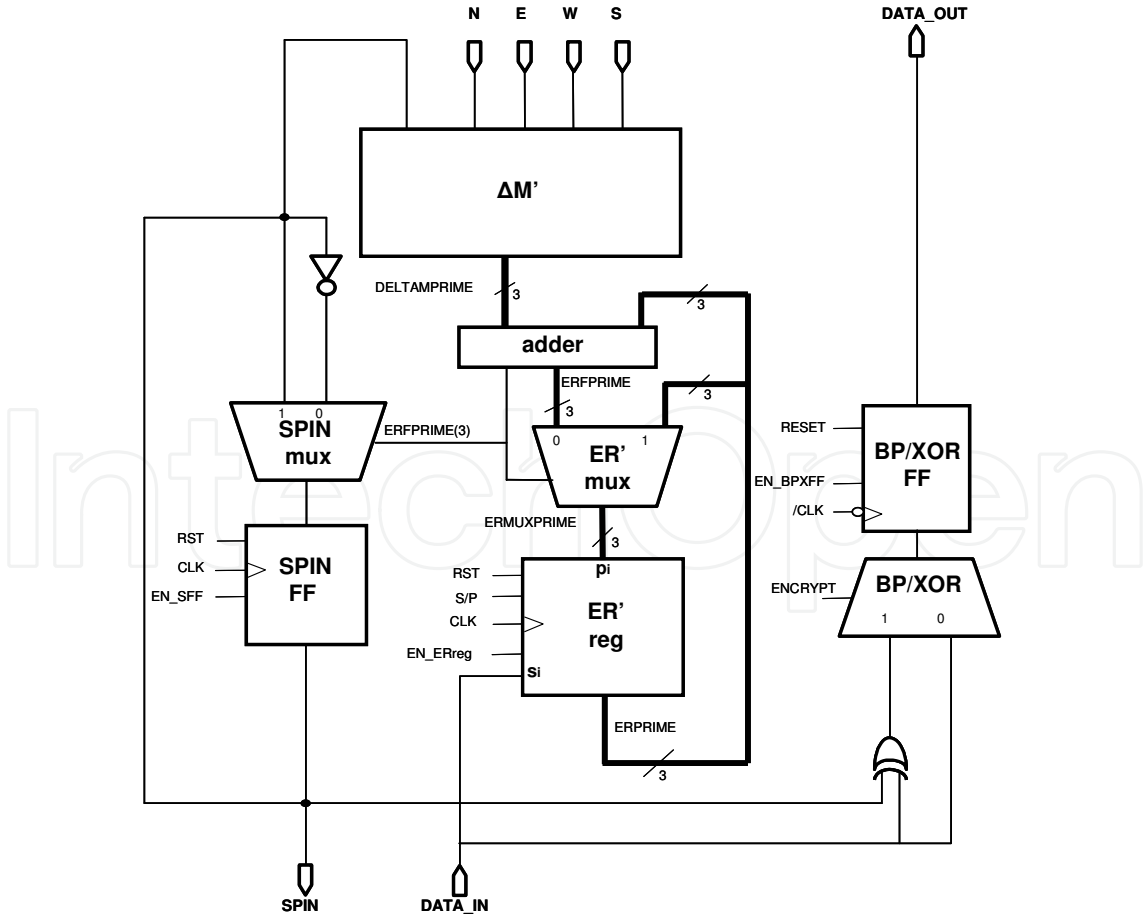 N E W S
DATA_OUT
ΔM’
DELTAMPRIME
3
3
adder
ERFPRIME
3
3
1 0
SPIN
mux
ERFPRIME(3)
0 1
ER’
mux
RESET
EN_BPXFF
/CLK
BP/XOR
FF
ERMUXPRIME
3
RST
CLK
EN_SFF
SPIN
FF
RST
S/P
CLK
EN_ERreg
pi
ER’
reg
si
ENCRYPT
BP/XOR
1 0
ERPRIME
3
SPIN
DATA_IN
IntechOpen